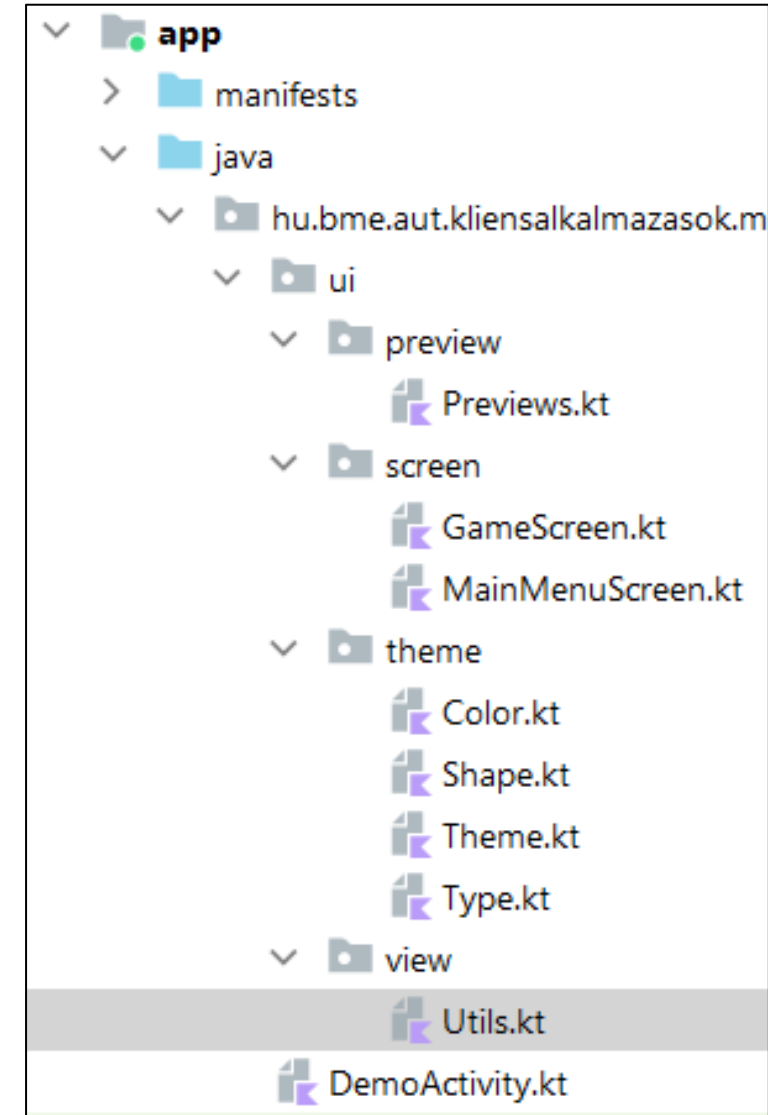 app
manifests
java
hu.bme.aut.kliensalkalmazasok.m
ui
preview
Previews.kt
screen
GameScreen.kt
MainMenuScreen.kt
theme
Color.kt
Shape.kt
Theme.kt
Type.kt
view
Utils.kt
DemoActivity.kt